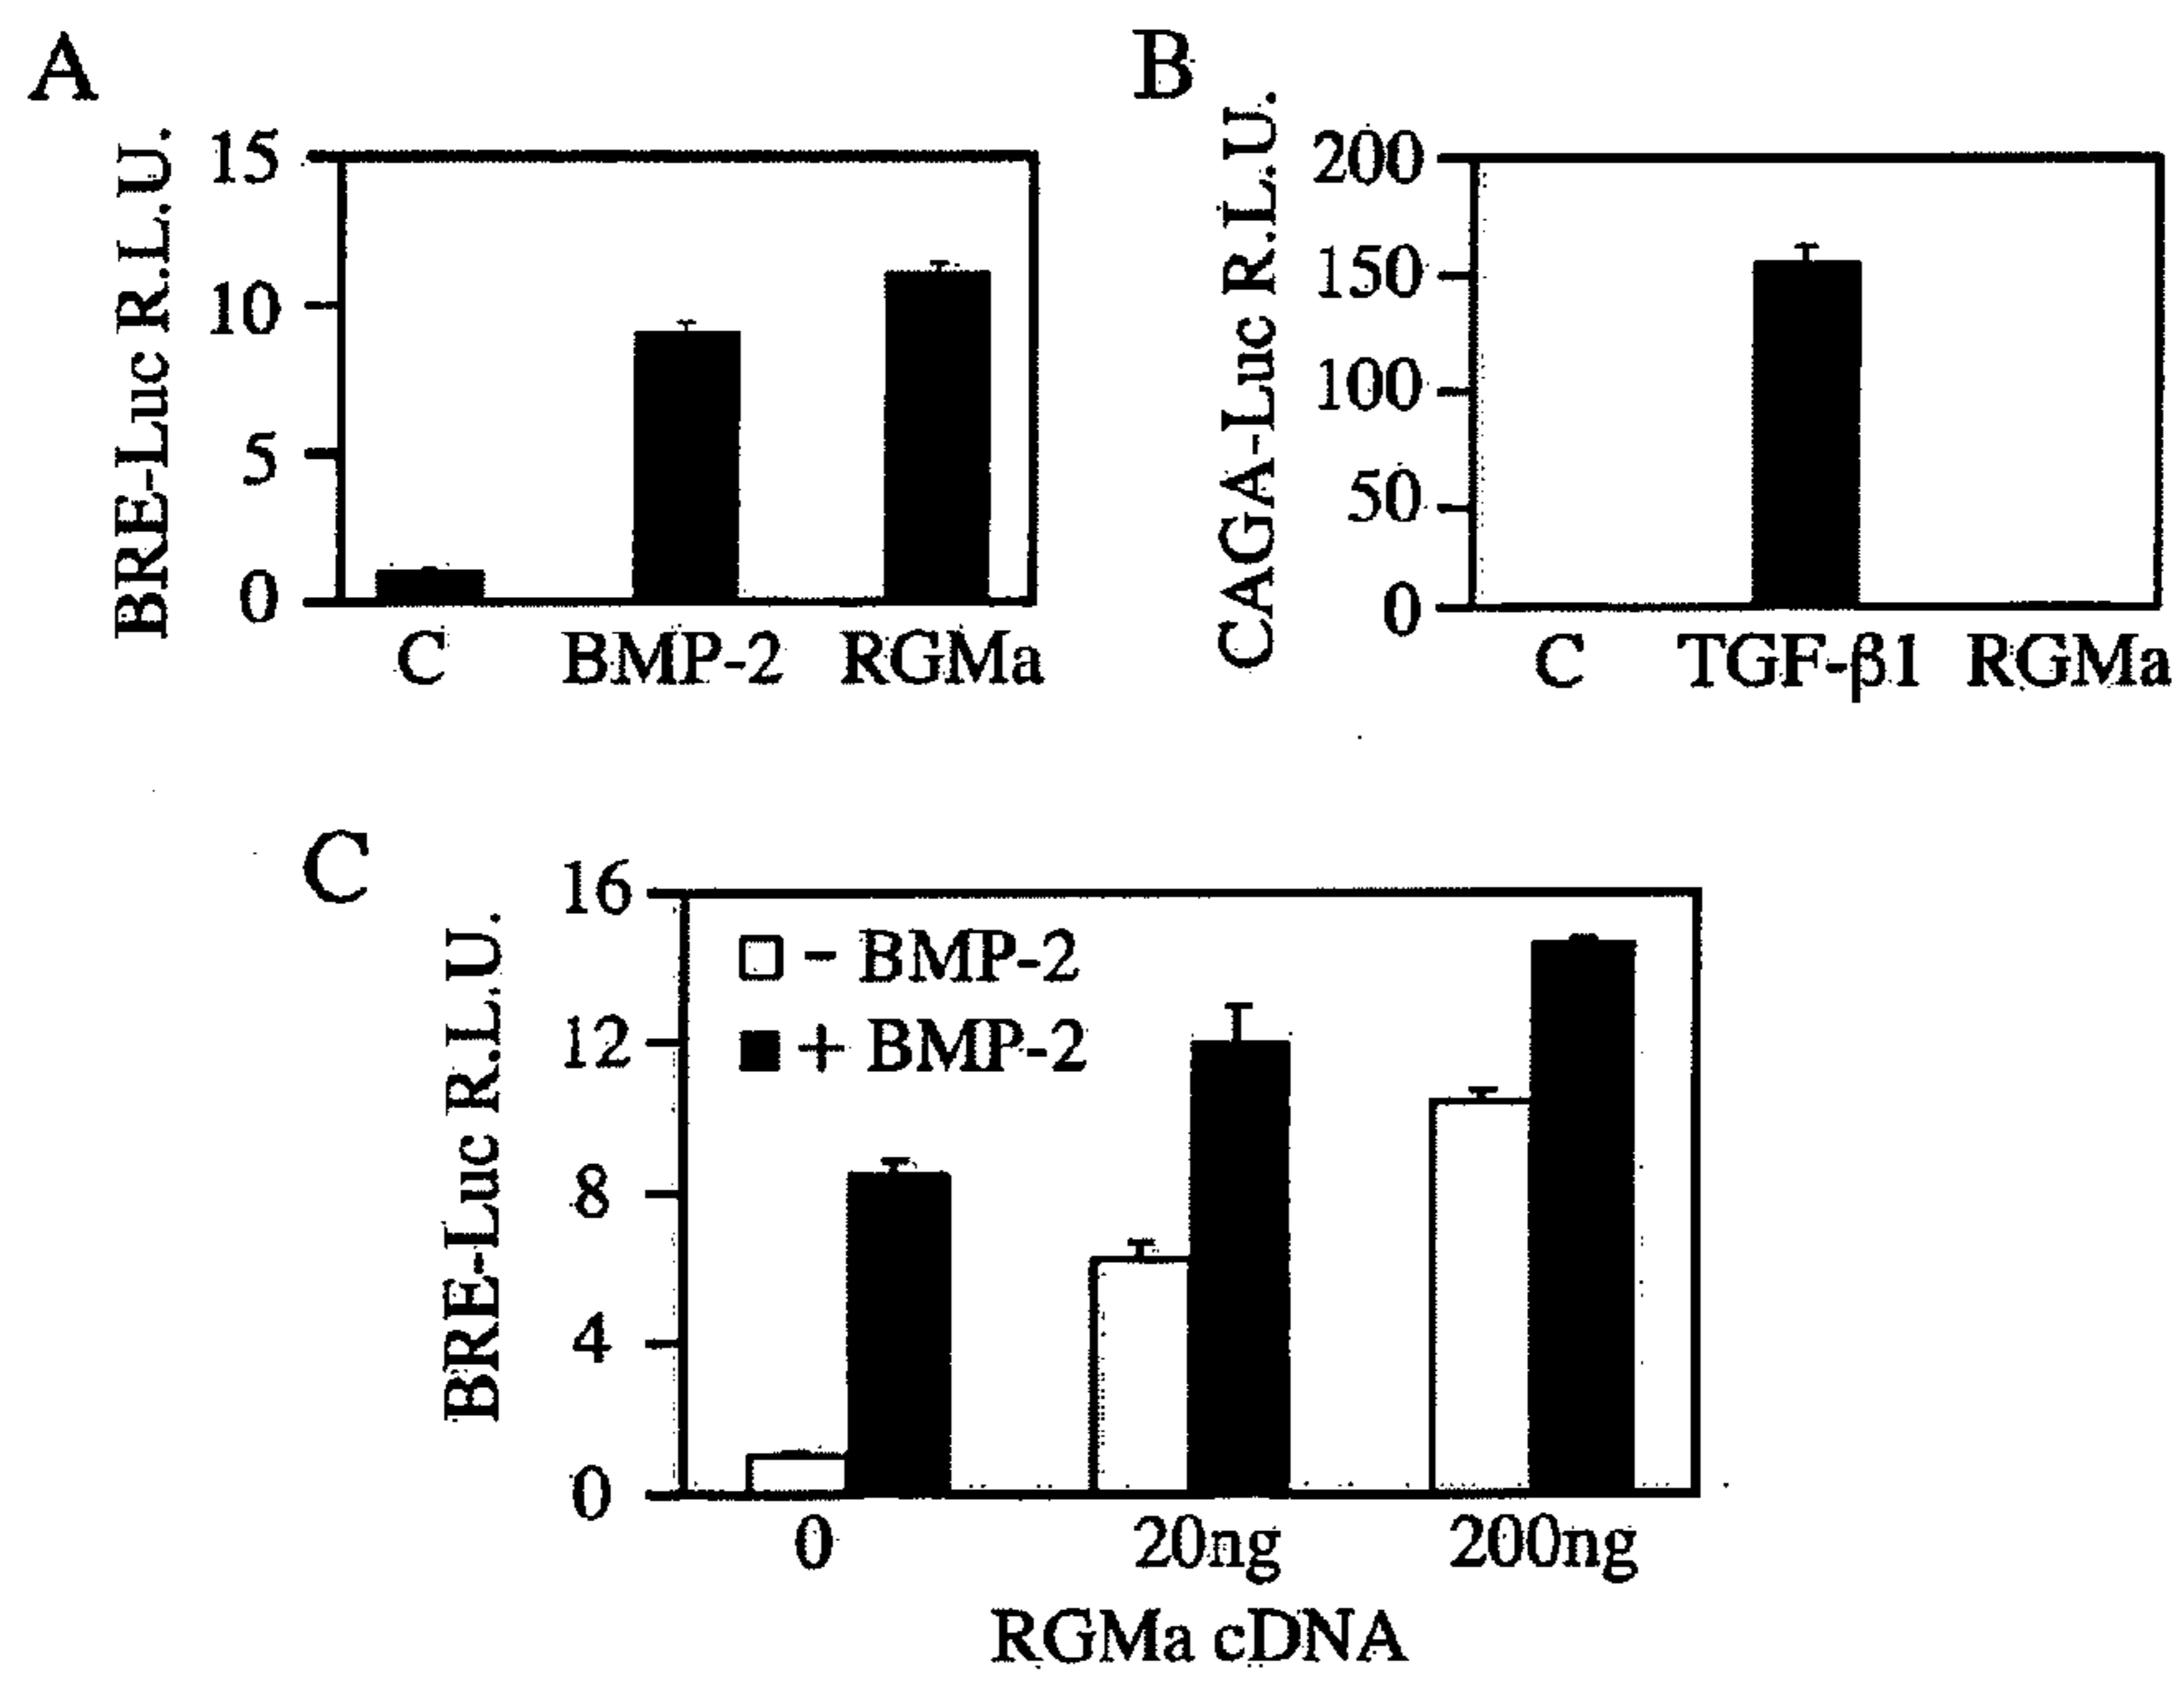 A
BRE-Luc R.L.U.
15
10
5
0
C BMP-2 RGMa
B
CAGA-Luc R.L.U.
200
150
100
50
0
C TGF-β1 RGMa
C
BRE-Luc R.L.U.
16
12
8
4
0
- BMP-2
+ BMP-2
0 20ng 200ng
RGMa cDNA